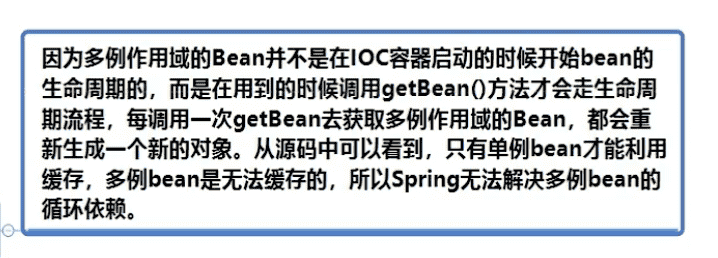 因为多例作用域的Bean并不是在IOC容器启动的时候开始bean的
生命周期的，而是在用到的时候调用getBean()方法才会走生命周
期流程，每调用一次getBean去获取多例作用域的Bean，都会重
新生成一个新的对象。从源码中可以看到，只有单例bean才能利用
缓存，多例bean是无法缓存的，所以Spring无法解决多例bean的
循环依赖。